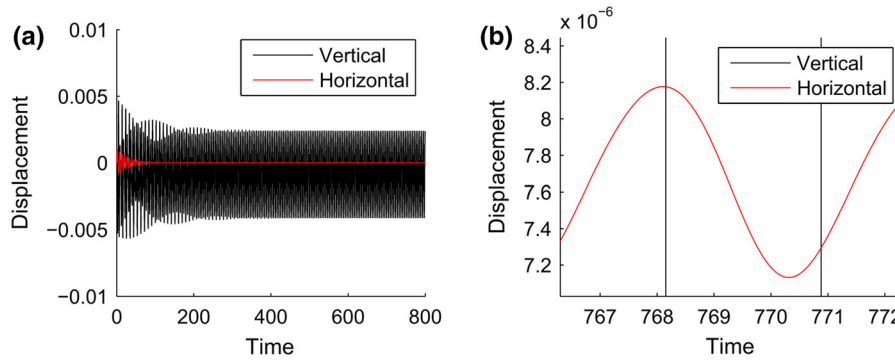 (a)
0.01
0.005
0
−0.005
−0.01
Displacement
Vertical
Horizontal
0 200 400 600 800
Time
(b)
x 10⁻⁶
8.4
8.2
8
7.8
7.6
7.4
7.2
Displacement
Vertical
Horizontal
767 768 769 770 771 772
Time